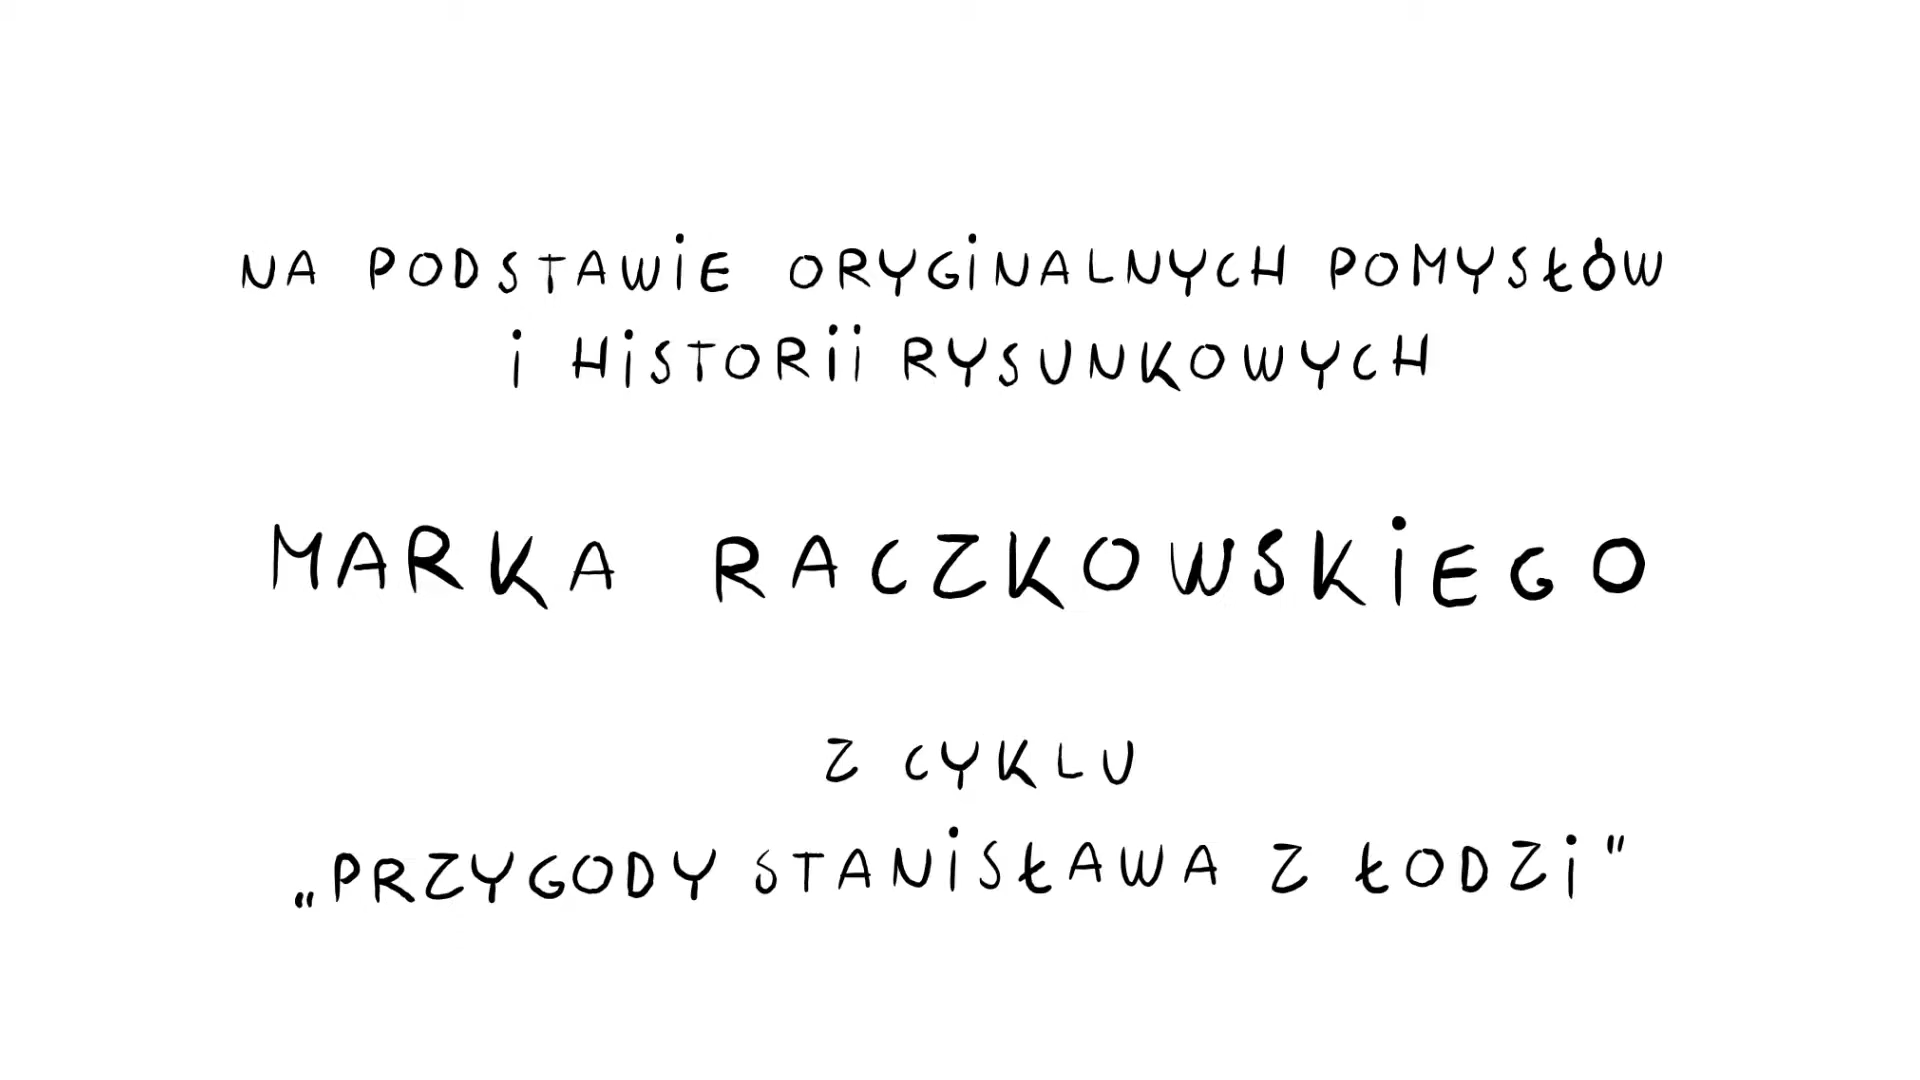 NA PODSTAWiE ORYGiNALNYCH POMYSŁÓW
i HiSTORii RYSUNKOWYCH
MARKA RACZKOWSKiEGO
Z CYKLU
„PRZYGODY STANiSŁAWA Z ŁODZi"